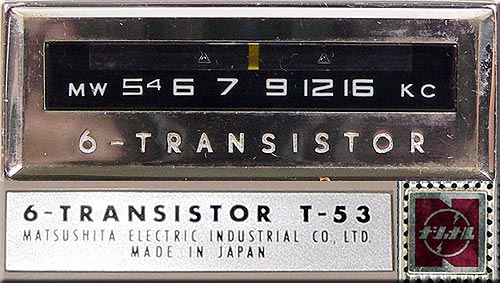 MW 54 6 7 9 12 16 KC
6-TRANSISTOR
6-TRANSISTOR T-53
MATSUSHITA ELECTRIC INDUSTRIAL CO., LTD.
MADE IN JAPAN
ナショナル